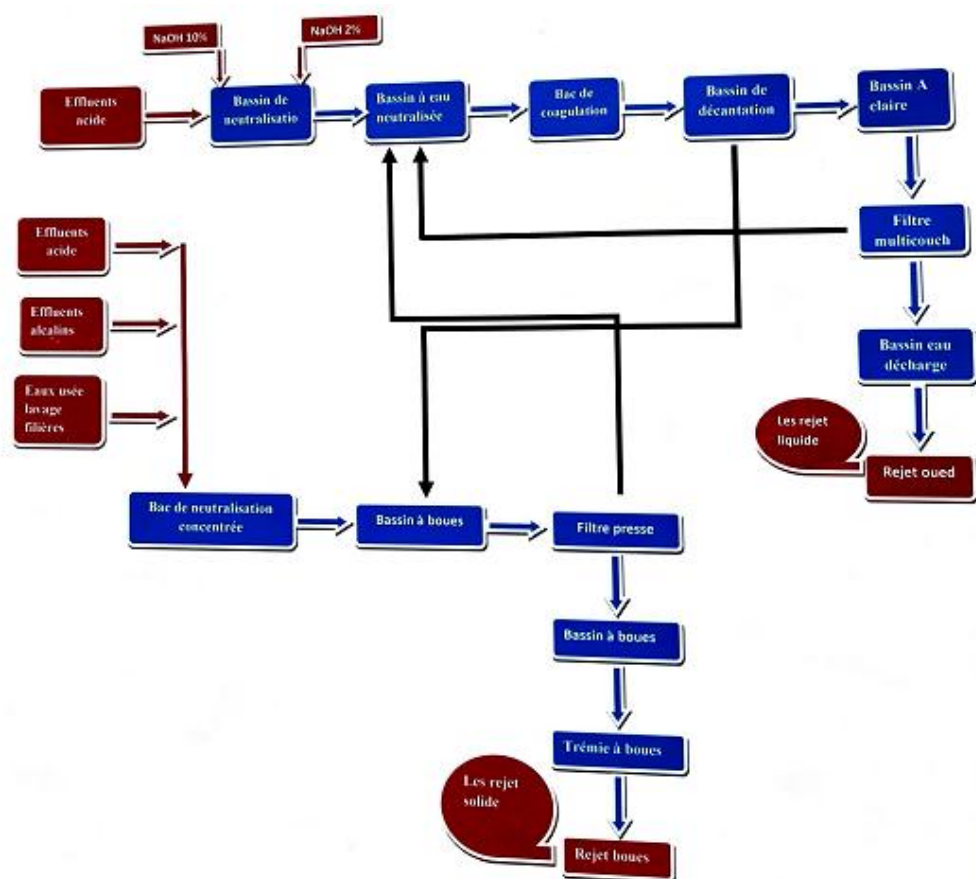 NaOH 10%
NaOH 2%
Effluents
acide
Bassin de
neutralisatio
Bassin à eau
neutralisée
Bac de
coagulation
Bassin de
décantation
Bassin A
claire
Effluents
acide
Filtre
multicouch
Effluents
alcalins
Bassin eau
décharge
Eaux usée
lavage
filières
Les rejet
liquide
Rejet oued
Bac de neutralisation
concentrée
Bassin à boues
Filtre presse
Bassin à boues
Trémie à boues
Les rejet
solide
Rejet boues